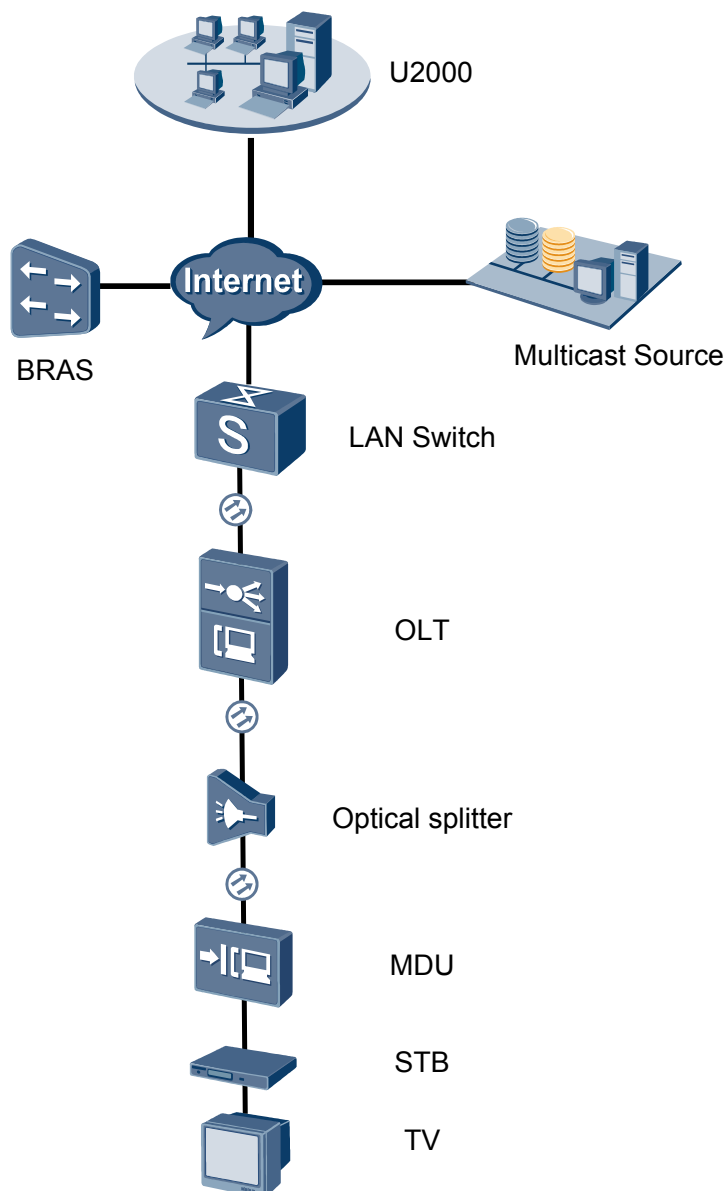 U2000
Internet
BRAS
Multicast Source
LAN Switch
S
OLT
Optical splitter
MDU
STB
TV